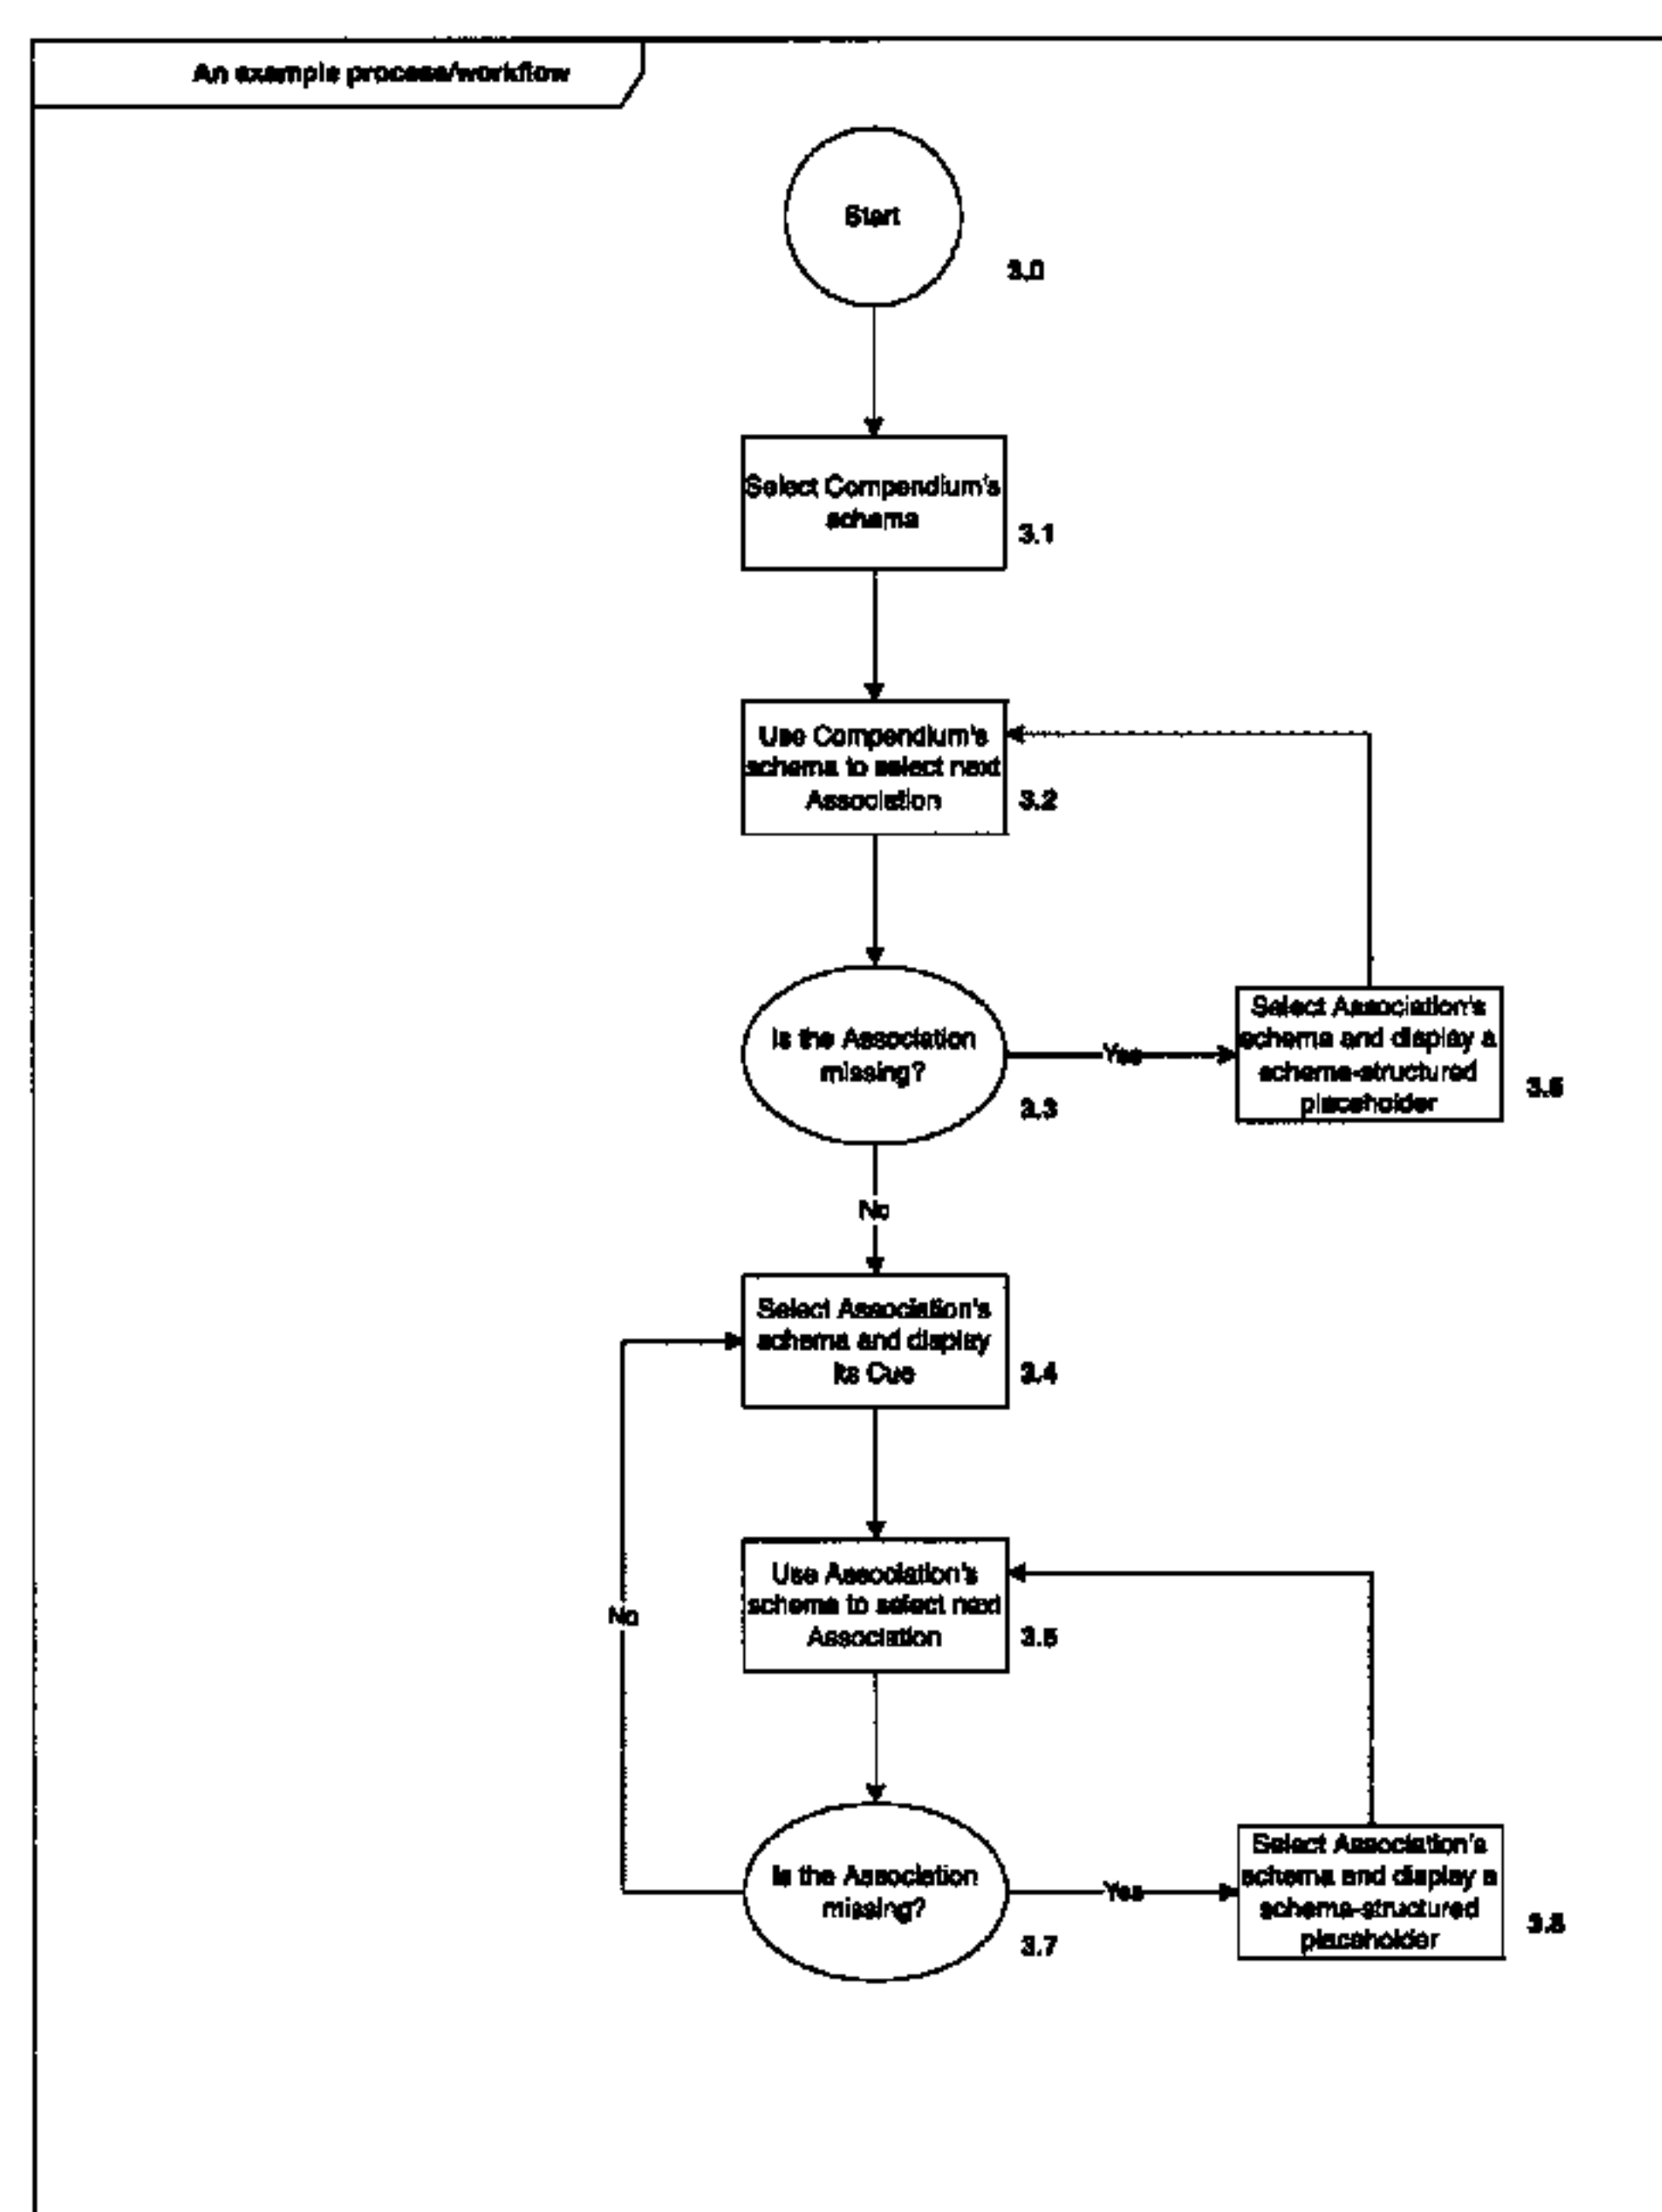 An example process/workflow
Start
3.0
Select Compendium's
schema
3.1
Use Compendium's
schema to select next
Association
3.2
Is the Association
missing?
3.3
Yes
Select Association's
schema and display a
schema-structured
placeholder
No
Select Association's
schema and display
its Cue
3.4
Use Association's
schema to select next
Association
No
Is the Association
missing?
3.7
Yes
Select Association's
schema and display a
schema-structured
placeholder
3.8